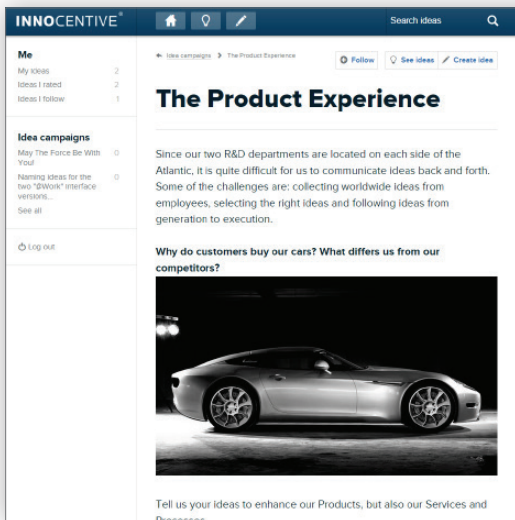 INNOCENTIVE®
Search ideas
Me
My ideas 2
Ideas I rated 2
Ideas I follow 1
Idea campaigns
May The Force Be With 0
You!
Naming ideas for the 0
two "@Work" interface
versions...
See all
Log out
Idea campaigns The Product Experience
Follow
See ideas
Create idea
The Product Experience
Since our two R&D departments are located on each side of the
Atlantic, it is quite difficult for us to communicate ideas back and forth.
Some of the challenges are: collecting worldwide ideas from
employees, selecting the right ideas and following ideas from
generation to execution.
Why do customers buy our cars? What differs us from our
competitors?
Tell us your ideas to enhance our Products, but also our Services and
Processes